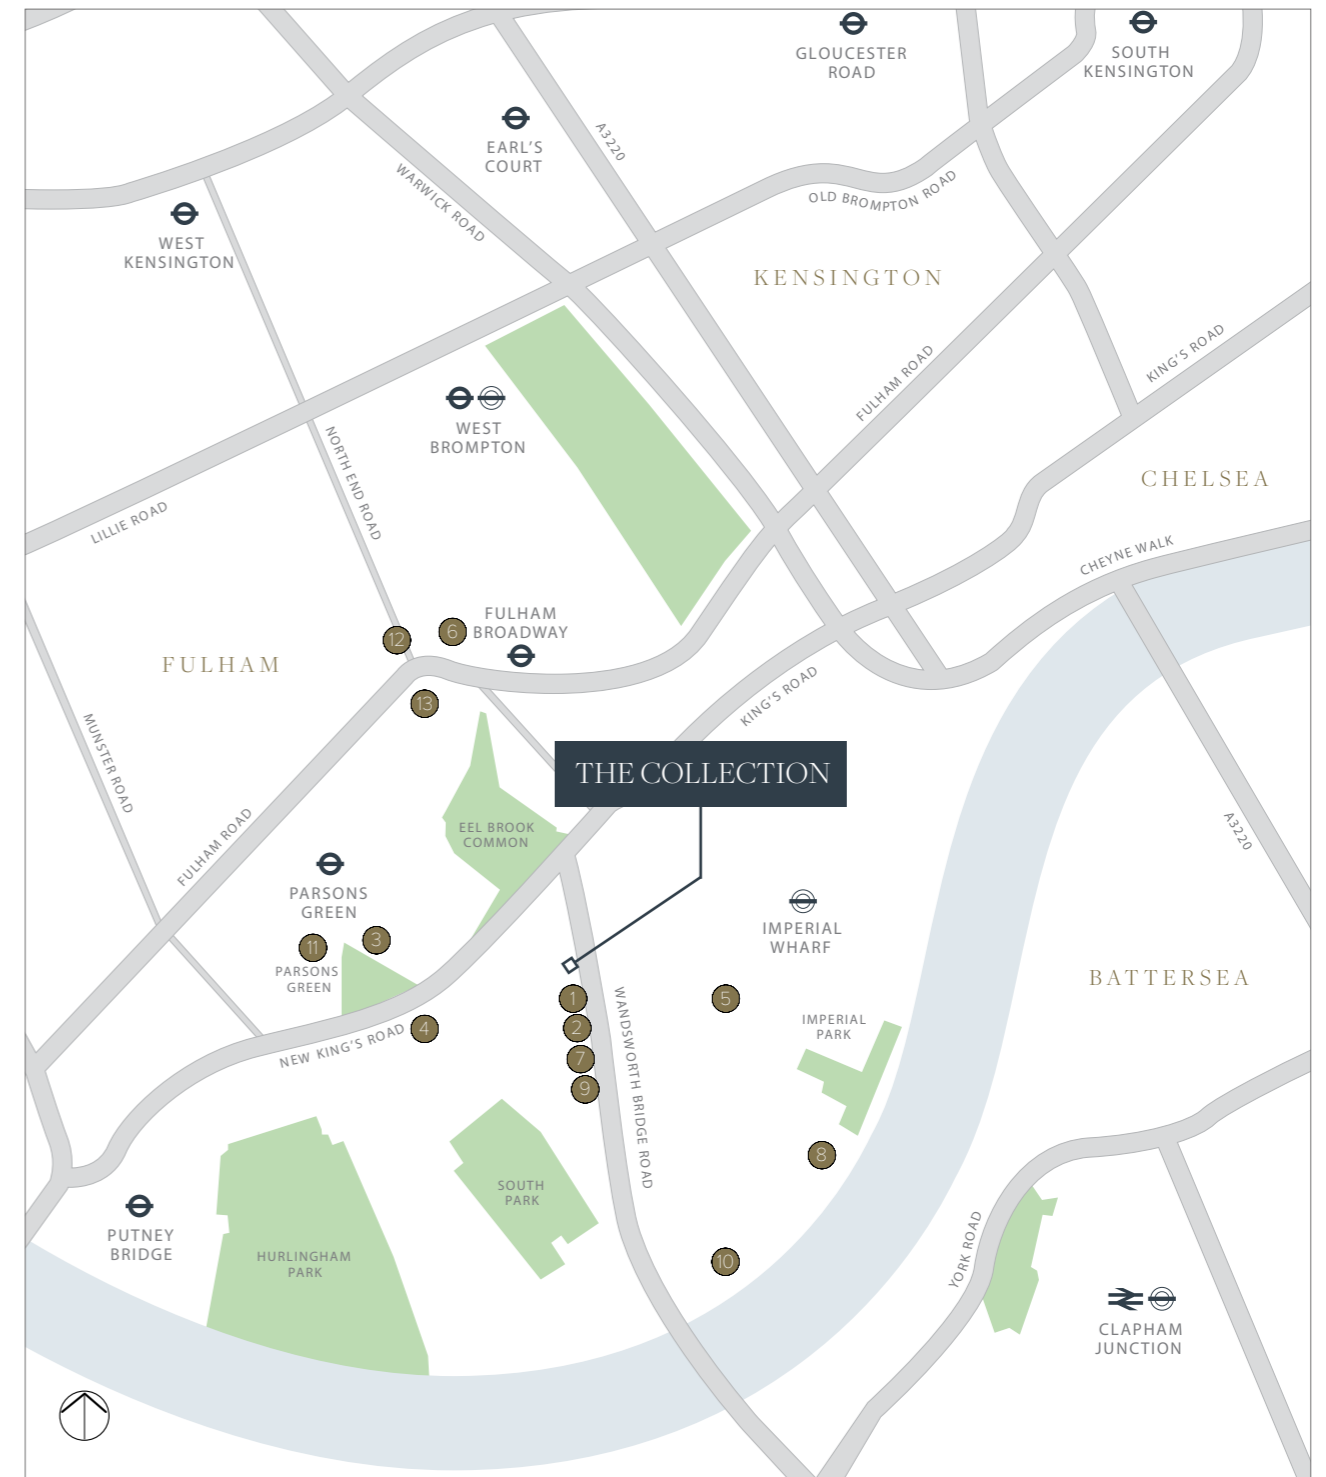 GLOUCESTER
ROAD
SOUTH
KENSINGTON
EARL'S
COURT
A3220
WARWICK ROAD
OLD BROMPTON ROAD
WEST
KENSINGTON
KENSINGTON
KING'S ROAD
FULHAM ROAD
WEST
BROMPTON
NORTH END ROAD
CHELSEA
LILLIE ROAD
CHEYNE WALK
FULHAM
BROADWAY
12
6
FULHAM
13
KING'S ROAD
MUNSTER ROAD
THE COLLECTION
EEL BROOK
COMMON
FULHAM ROAD
A3220
PARSONS
GREEN
IMPERIAL
WHARF
11
3
PARSONS
GREEN
BATTERSEA
1
5
2
4
NEW KING'S ROAD
IMPERIAL
PARK
7
9
WANDSWORTH BRIDGE ROAD
8
SOUTH
PARK
PUTNEY
BRIDGE
HURLINGHAM
PARK
YORK ROAD
10
CLAPHAM
JUNCTION